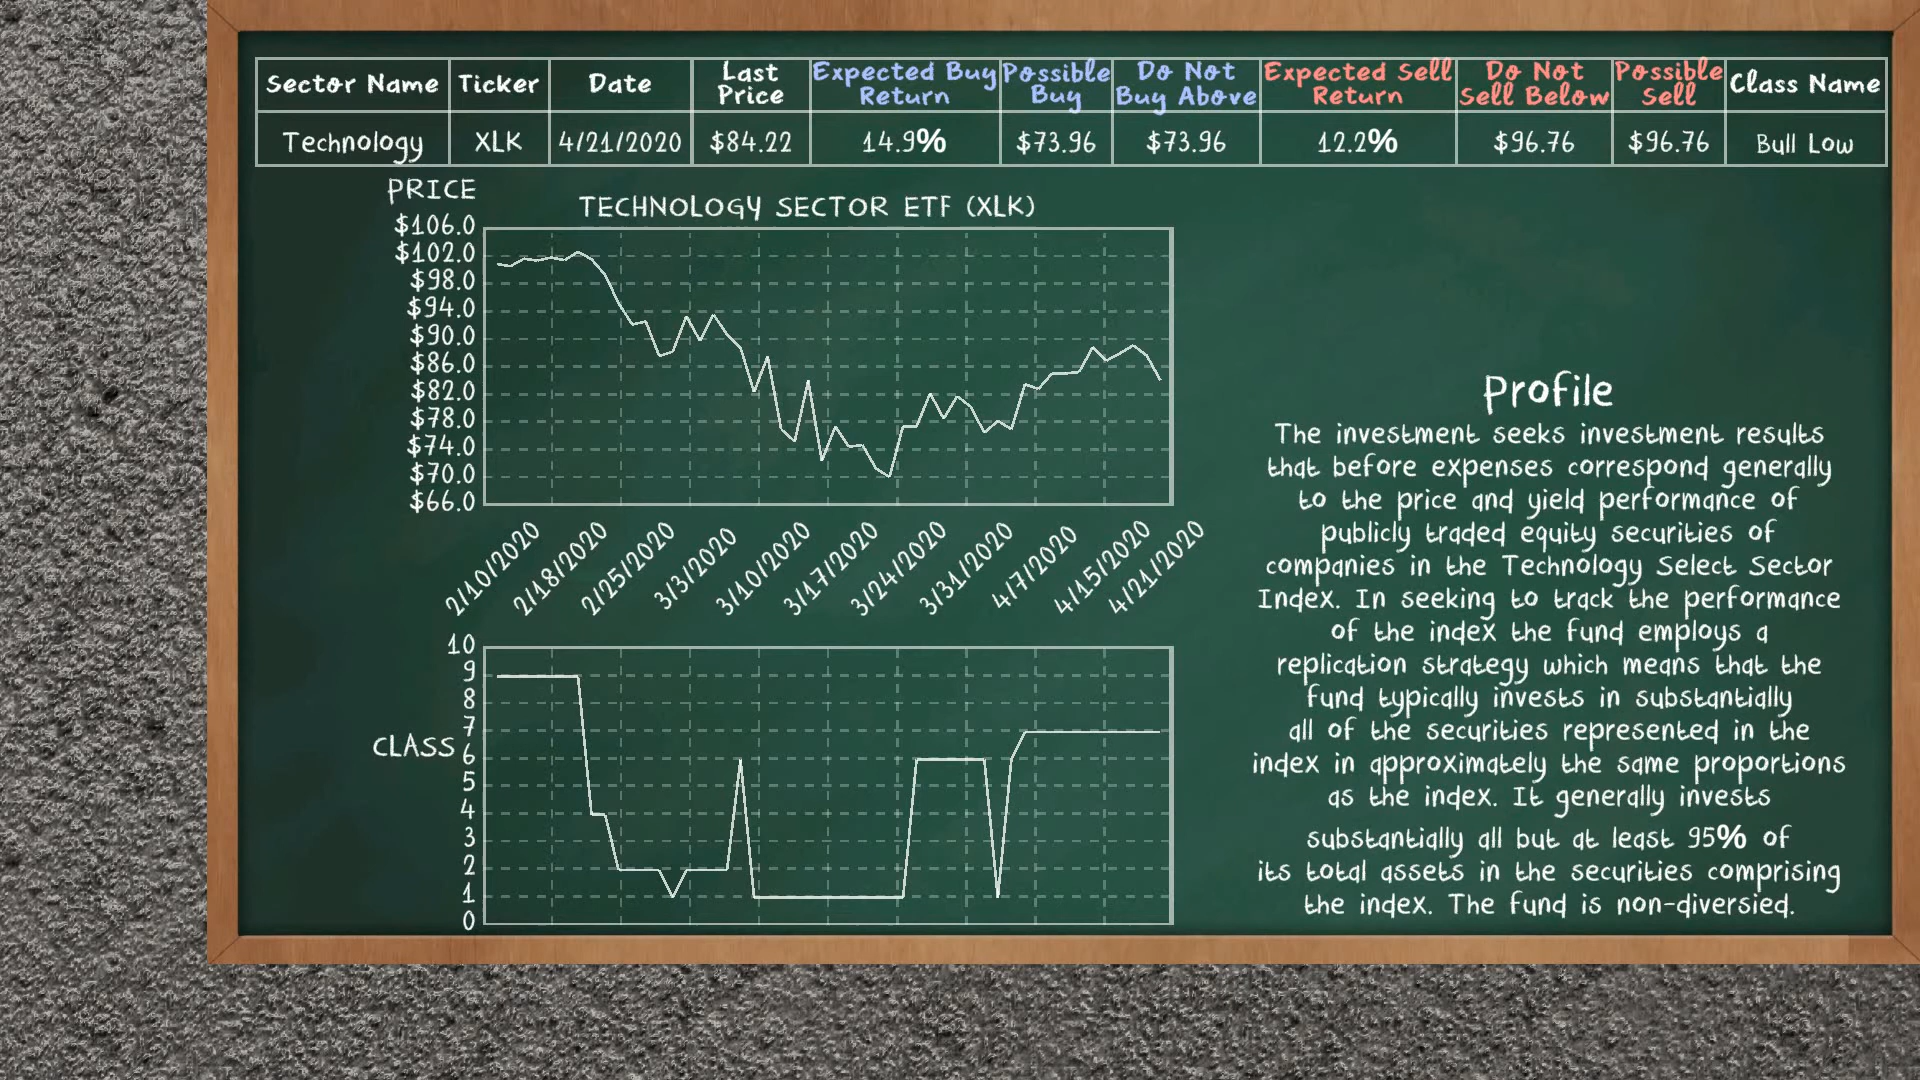 Sector Name Ticker Date Last Price Expected Buy Return Possible Buy Do Not Buy Above Expected Sell Return Do Not Sell Below Possible Sell Class Name
Technology XLK 4/21/2020 $84.22 14.9% $73.96 $73.96 12.2% $96.76 $96.76 Bull Low
PRICE
TECHNOLOGY SECTOR ETF (XLK)
$106.0
$102.0
$98.0
$94.0
$90.0
$86.0
$82.0
$78.0
$74.0
$70.0
$66.0
2/10/2020 2/18/2020 2/25/2020 3/3/2020 3/10/2020 3/17/2020 3/24/2020 3/31/2020 4/7/2020 4/15/2020 4/21/2020
10
9
8
7
CLASS
6
5
4
3
2
1
0
Profile
The investment seeks investment results
that before expenses correspond generally
to the price and yield performance of
publicly traded equity securities of
companies in the Technology Select Sector
Index. In seeking to track the performance
of the index the fund employs a
replication strategy which means that the
fund typically invests in substantially
all of the securities represented in the
index in approximately the same proportions
as the index. It generally invests
substantially all but at least 95% of
its total assets in the securities comprising
the index. The fund is non-diversied.